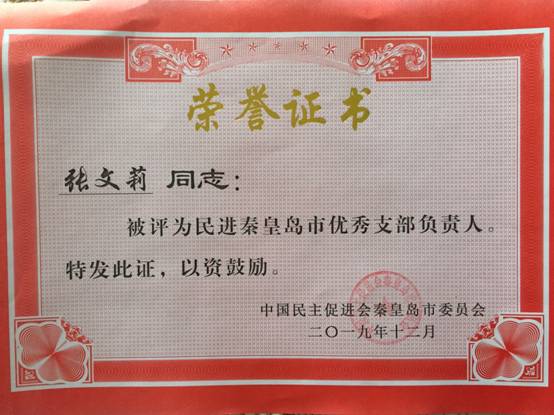 荣誉证书
张文莉 同志：
被评为民进秦皇岛市优秀支部负责人。
特发此证，以资鼓励。
中国民主促进会秦皇岛市委员会
二〇一九年十二月